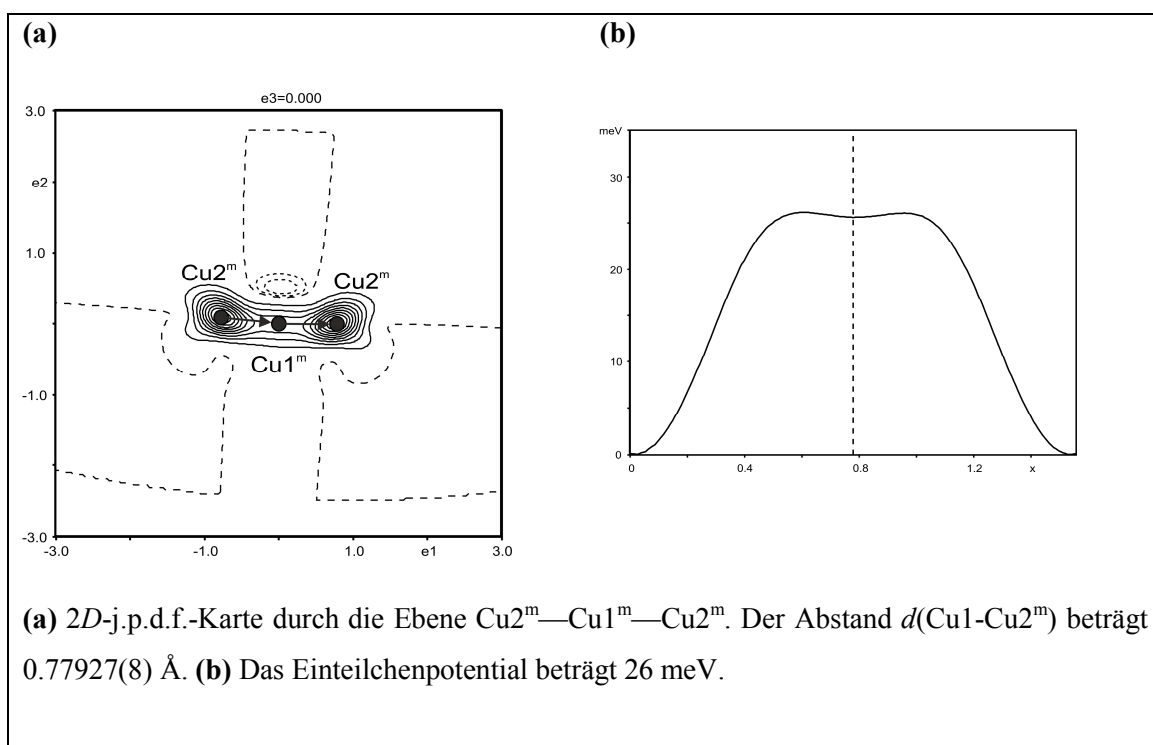 (a)
(b)
e3=0.000
3.0
e2
1.0
-1.0
-3.0
-3.0
-1.0
1.0
e1
3.0
Cu2ᵐ
Cu2ᵐ
Cu1ᵐ
meV
30
20
10
0
0
0.4
0.8
1.2
x
(a) 2D-j.p.d.f.-Karte durch die Ebene Cu2ᵐ—Cu1ᵐ—Cu2ᵐ. Der Abstand d(Cu1-Cu2ᵐ) beträgt
0.77927(8) Å. (b) Das Einteilchenpotential beträgt 26 meV.